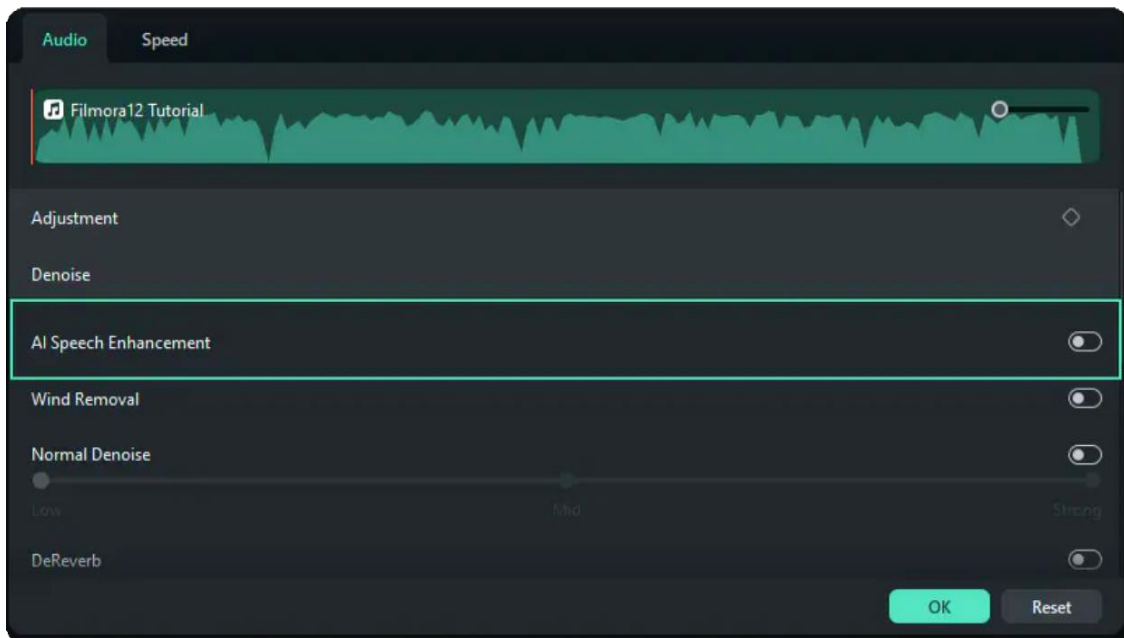 Audio Speed
Filmora12 Tutorial
Adjustment
Denoise
AI Speech Enhancement
Wind Removal
Normal Denoise
Low Mid Strong
DeReverb
OK Reset